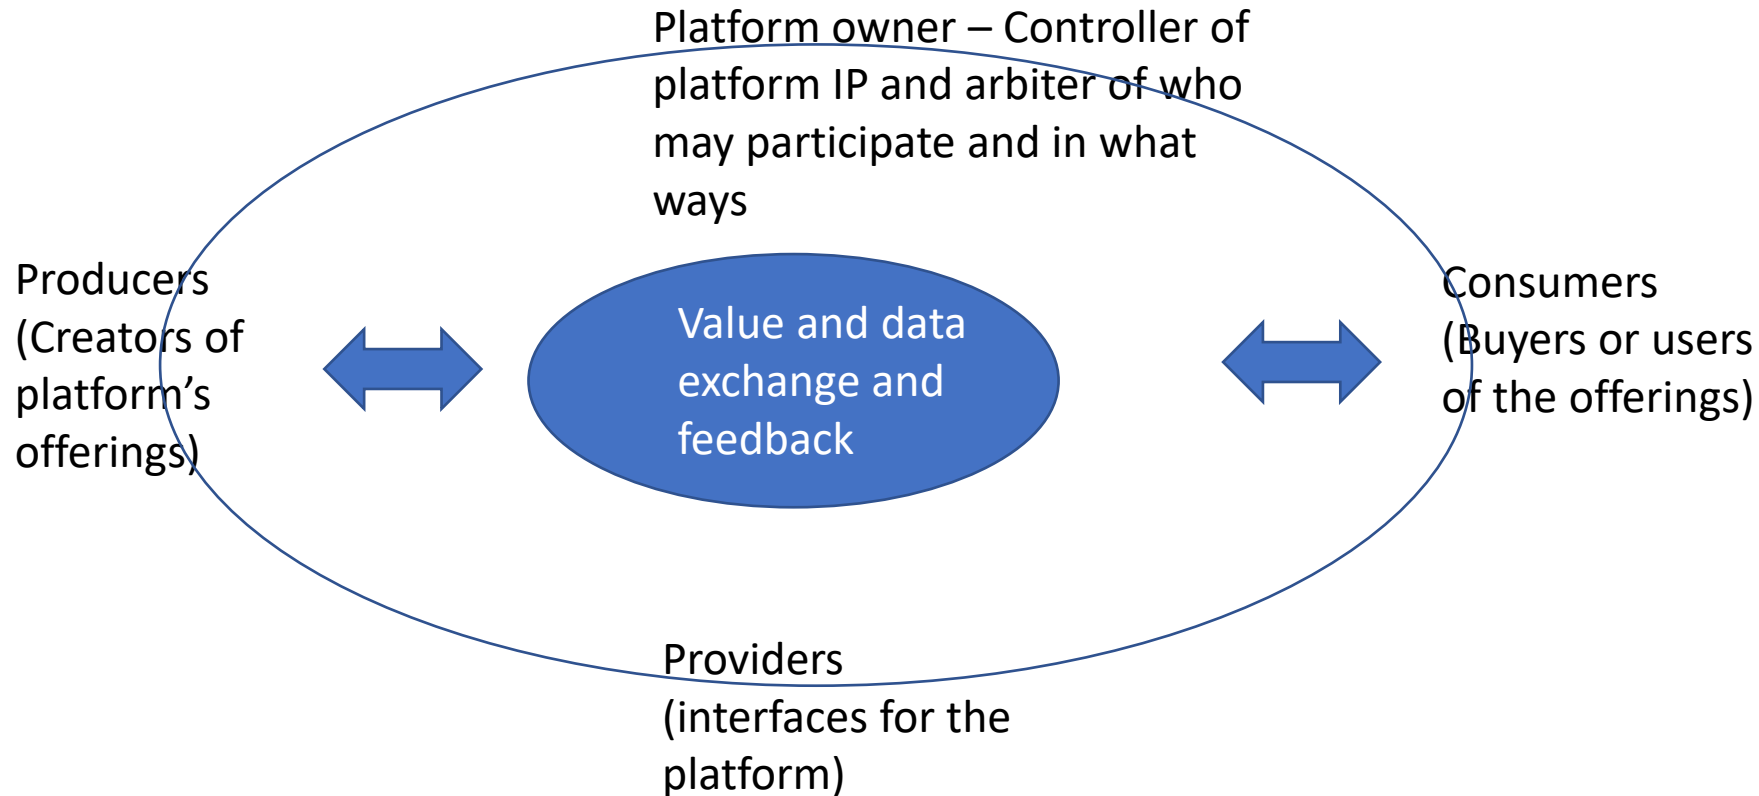 Platform owner – Controller of
platform IP and arbiter of who
may participate and in what
ways
Producers
(Creators of
platform’s
offerings)
Value and data
exchange and
feedback
Consumers
(Buyers or users
of the offerings)
Providers
(interfaces for the
platform)